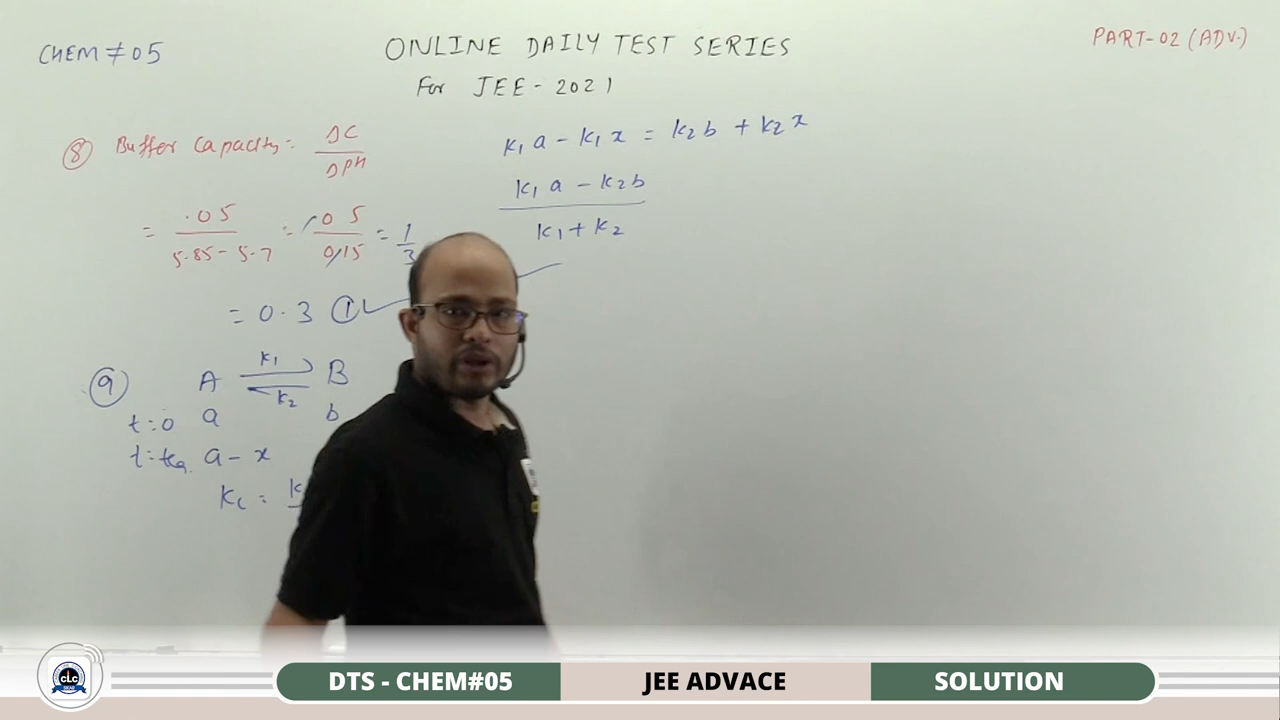 CHEM ≠ 05
ONLINE DAILY TEST SERIES
For JEE - 2021
PART-02 (ADV.)
⑧ Buffer Capacity = ΔC / ΔPH
= .05 / 5.85 - 5.7 = .05 / 0.15 = 1/3
= 0.3 ①
⑨ A ⇌ B
K1
K2
t=0 a b
t=teq. a - x
Kc = K
K1 a - K1 x = K2 b + K2 x
K1 a - K2 b
K1 + K2
CLC
SIKAR
DTS - CHEM#05
JEE ADVACE
SOLUTION